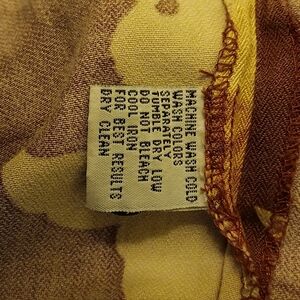 MACHINE WASH COLD
WASH COLORS
SEPARATELY
TUMBLE DRY LOW
DO NOT BLEACH
COOL IRON
FOR BEST RESULTS
DRY CLEAN